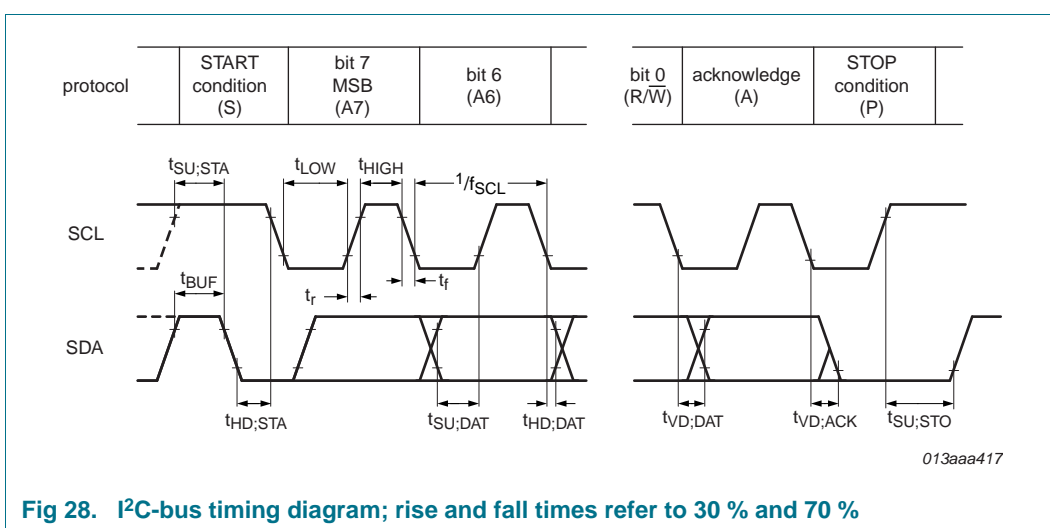 protocol
START
condition
(S)
bit 7
MSB
(A7)
bit 6
(A6)
bit 0
(R/W̅)
acknowledge
(A)
STOP
condition
(P)
tSU;STA
tLOW
tHIGH
1/fSCL
SCL
tBUF
tr
tf
SDA
tHD;STA
tSU;DAT
tHD;DAT
tVD;DAT
tVD;ACK
tSU;STO
013aaa417
Fig 28. I²C-bus timing diagram; rise and fall times refer to 30 % and 70 %